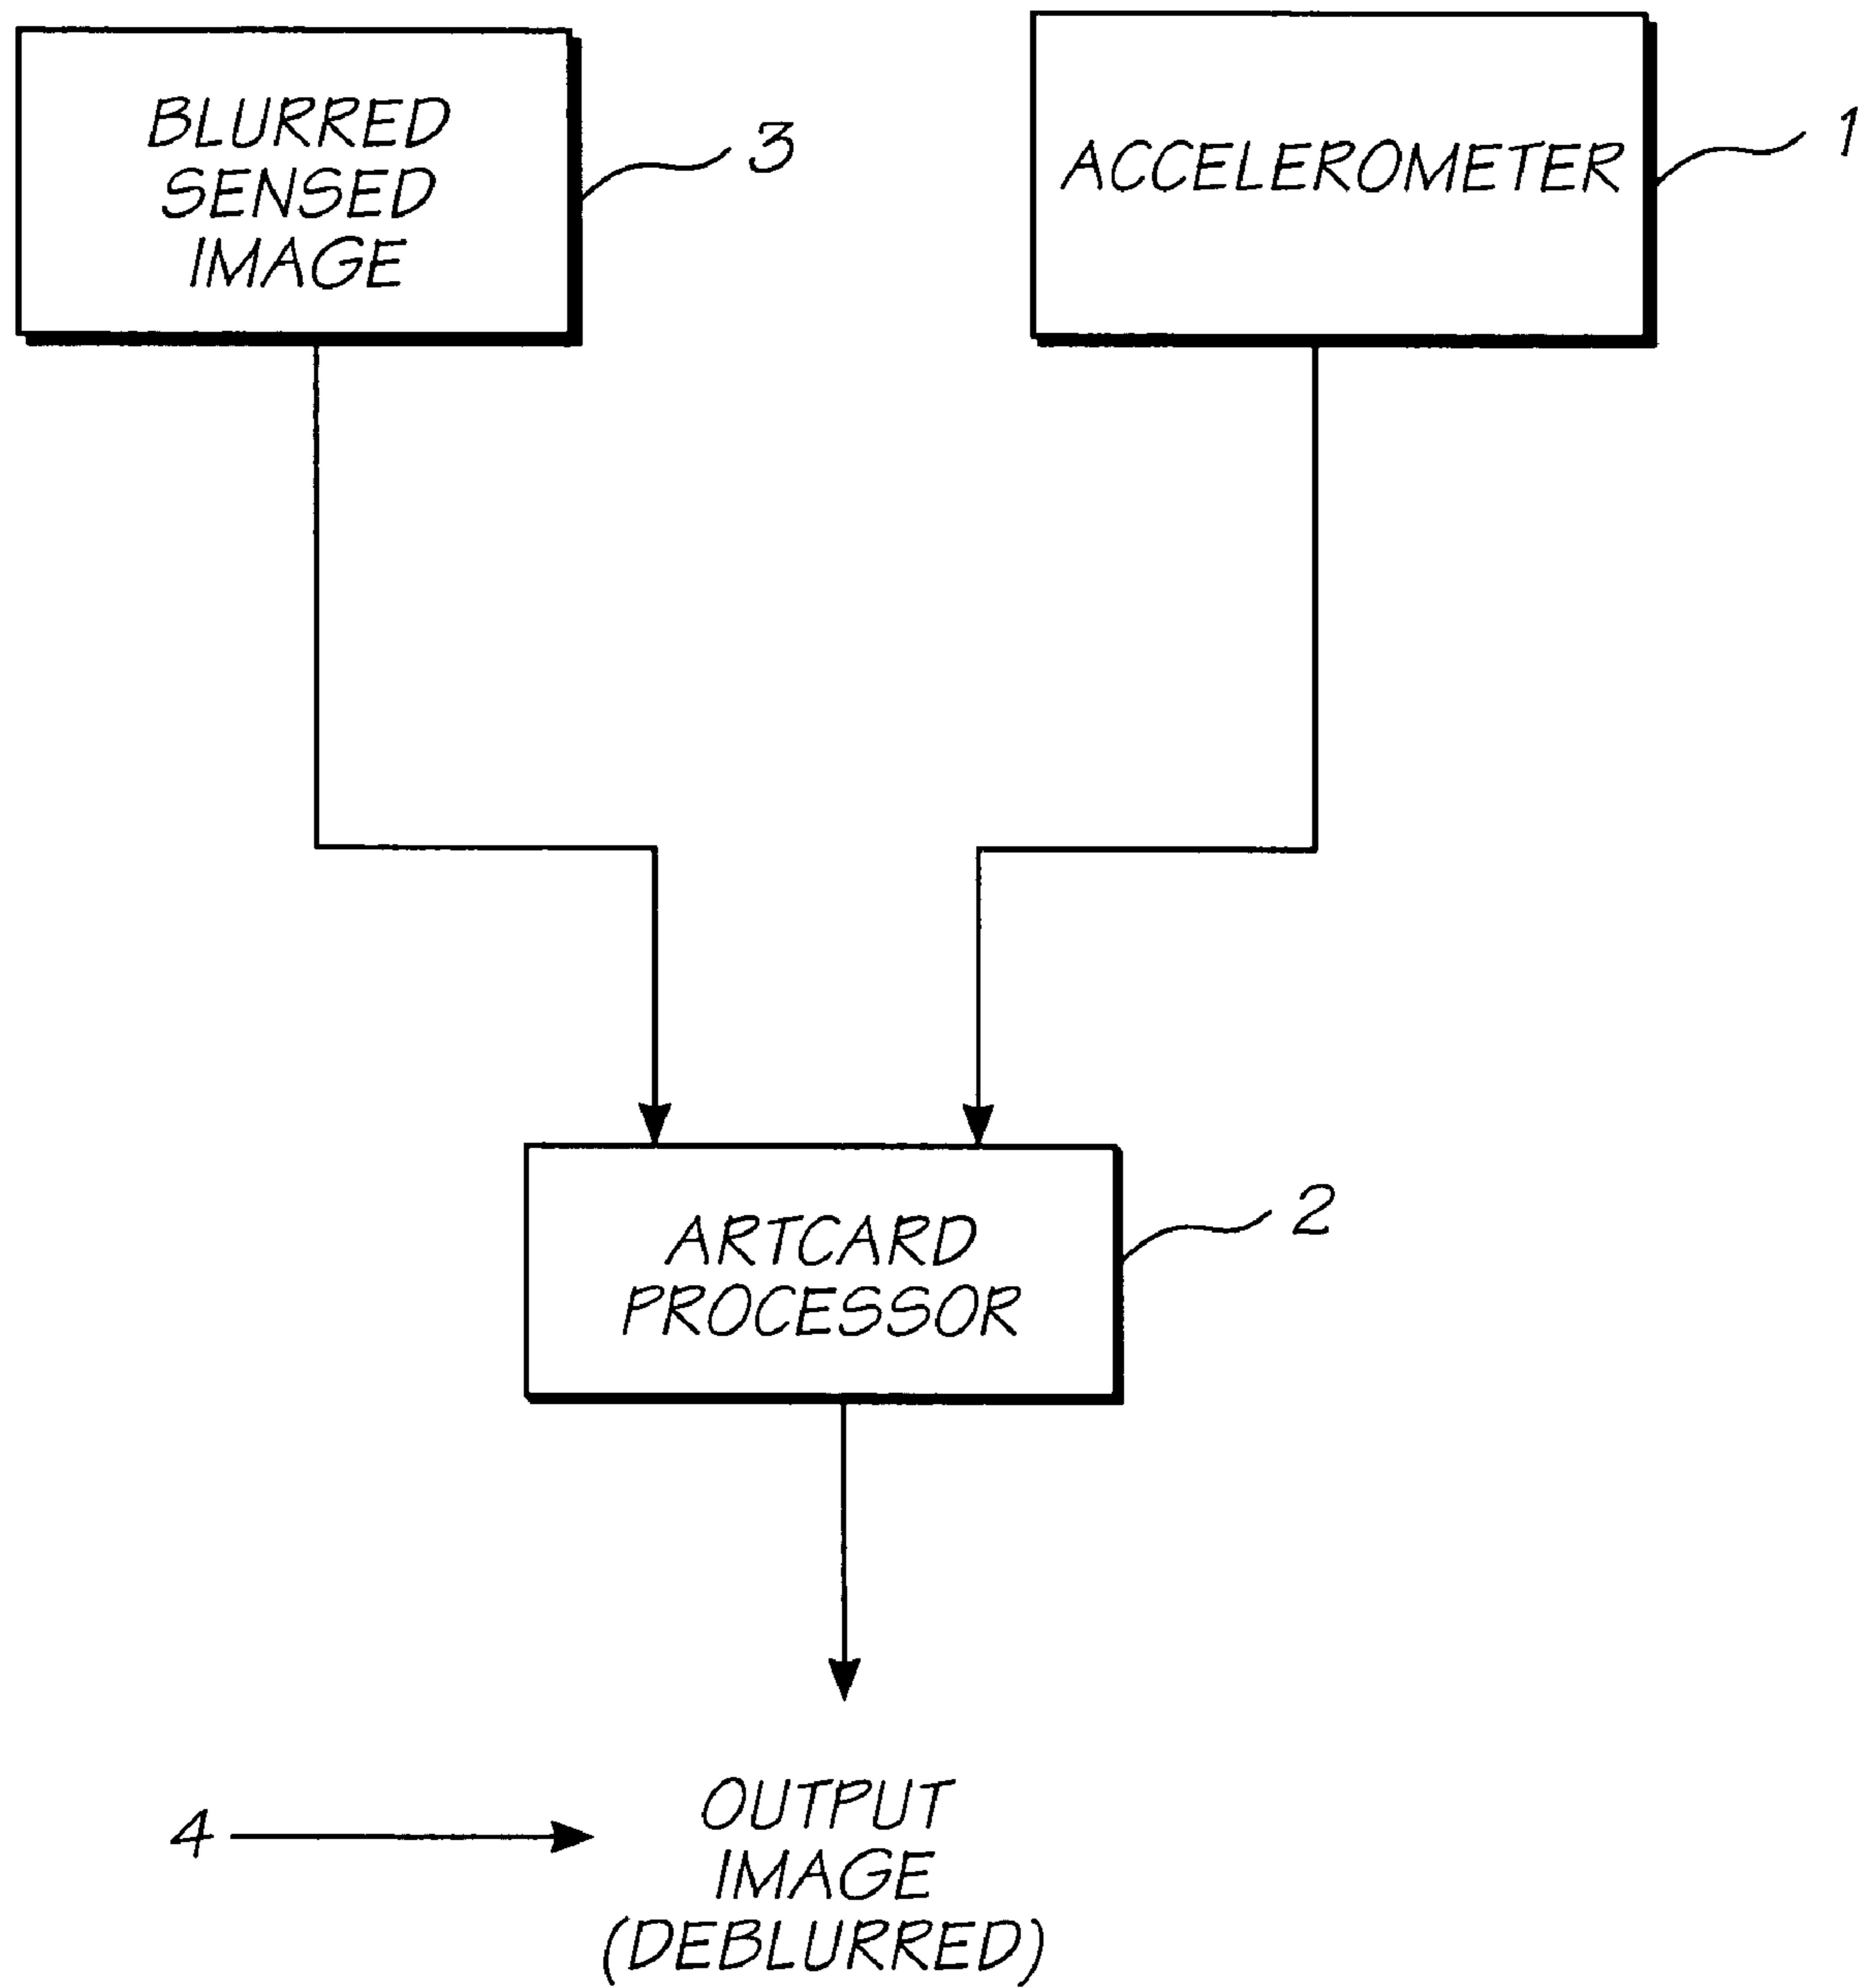 BLURRED
SENSED
IMAGE
3
ACCELEROMETER
1
ARTCARD
PROCESSOR
2
4
OUTPUT
IMAGE
(DEBLURRED)